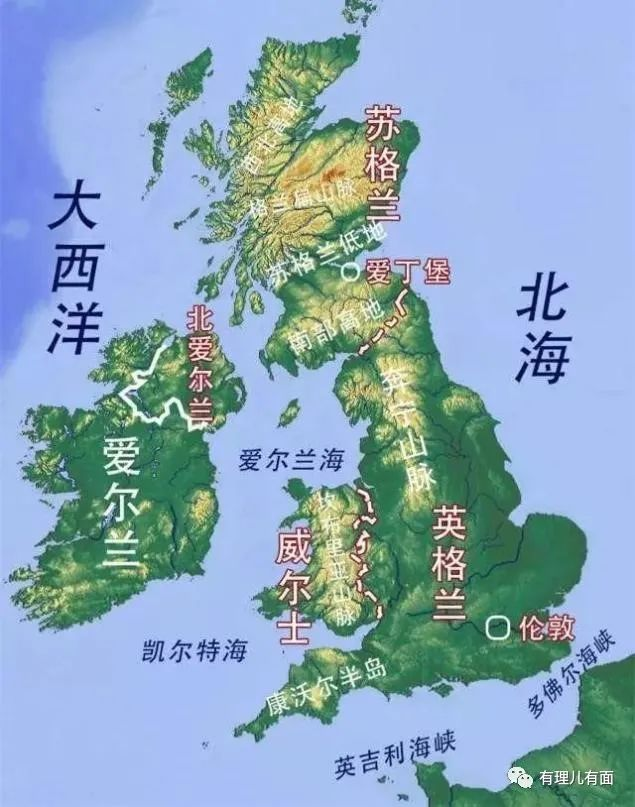 苏格兰
西北高地
格兰扁山脉
大西洋
苏格兰低地
爱丁堡
北海
北爱尔兰
南部高地
奔宁山脉
爱尔兰
爱尔兰海
坎布里亚山脉
威尔士
英格兰
伦敦
凯尔特海
康沃尔半岛
多佛尔海峡
英吉利海峡
有理儿有面